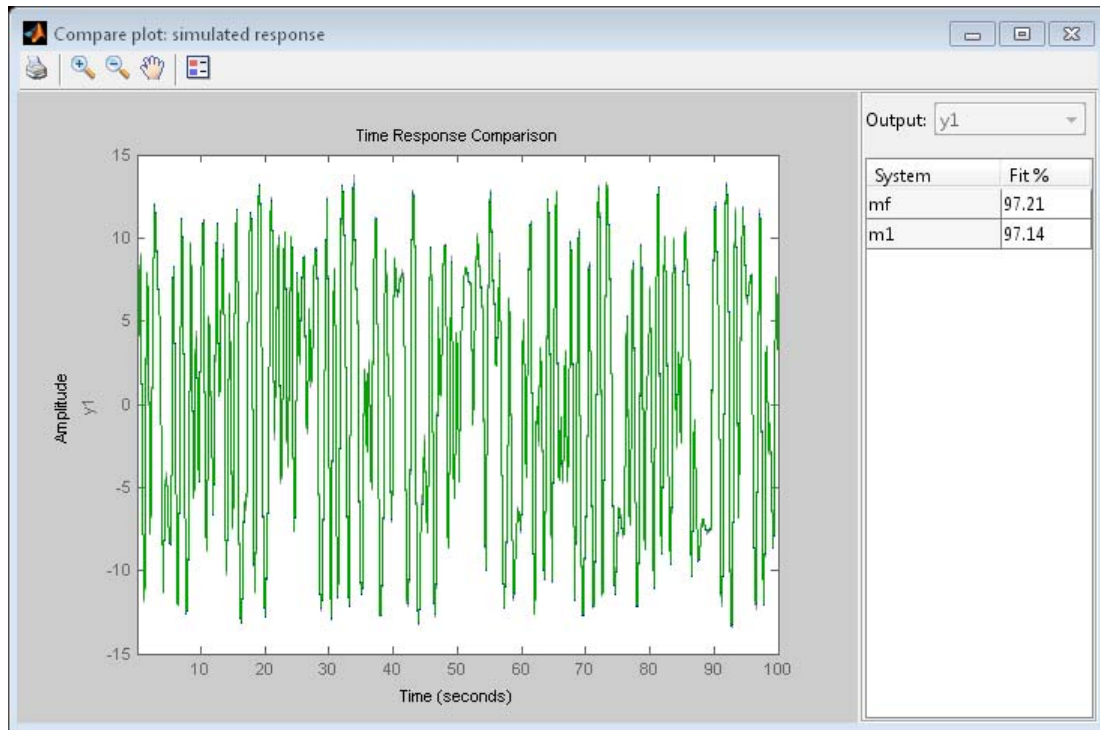 Compare plot: simulated response
Time Response Comparison
Output: y1
System Fit %
mf 97.21
m1 97.14
15
10
5
0
-5
-10
-15
Amplitude
y1
10 20 30 40 50 60 70 80 90 100
Time (seconds)